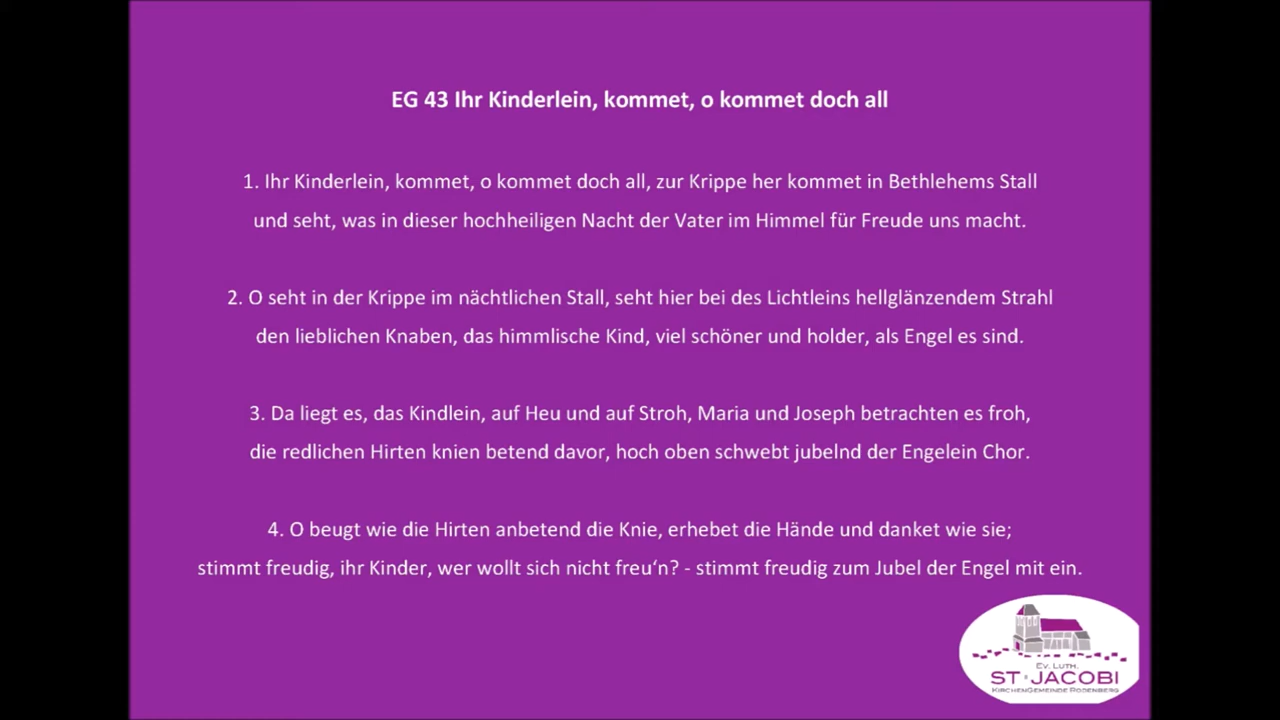 EG 43 Ihr Kinderlein, kommet, o kommet doch all
1. Ihr Kinderlein, kommet, o kommet doch all, zur Krippe her kommet in Bethlehems Stall
und seht, was in dieser hochheiligen Nacht der Vater im Himmel für Freude uns macht.
2. O seht in der Krippe im nächtlichen Stall, seht hier bei des Lichtleins hellglänzendem Strahl
den lieblichen Knaben, das himmlische Kind, viel schöner und holder, als Engel es sind.
3. Da liegt es, das Kindlein, auf Heu und auf Stroh, Maria und Joseph betrachten es froh,
die redlichen Hirten knien betend davor, hoch oben schwebt jubelnd der Engelein Chor.
4. O beugt wie die Hirten anbetend die Knie, erhebet die Hände und danket wie sie;
stimmt freudig, ihr Kinder, wer wollt sich nicht freu‘n? - stimmt freudig zum Jubel der Engel mit ein.
Ev. Luth.
ST. JACOBI
KirchenGemeinde Rodenberg